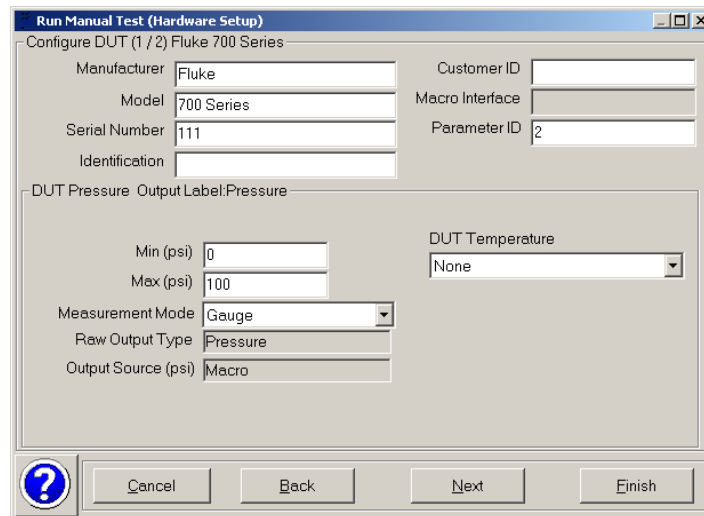 Run Manual Test (Hardware Setup)
Configure DUT (1 / 2) Fluke 700 Series
Manufacturer Fluke
Customer ID
Model 700 Series
Macro Interface
Serial Number 111
Parameter ID 2
Identification
DUT Pressure Output Label:Pressure
Min (psi) 0
DUT Temperature
None
Max (psi) 100
Measurement Mode Gauge
Raw Output Type Pressure
Output Source (psi) Macro
? Cancel Back Next Finish